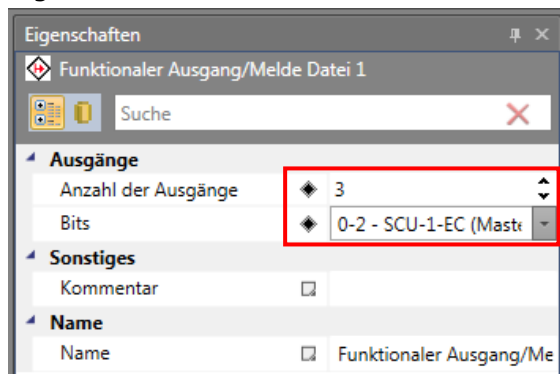 Eigenschaften
Funktionaler Ausgang/Melde Datei 1
Suche
Ausgänge
Anzahl der Ausgänge 3
Bits 0-2 - SCU-1-EC (Maste
Sonstiges
Kommentar
Name
Name Funktionaler Ausgang/Me